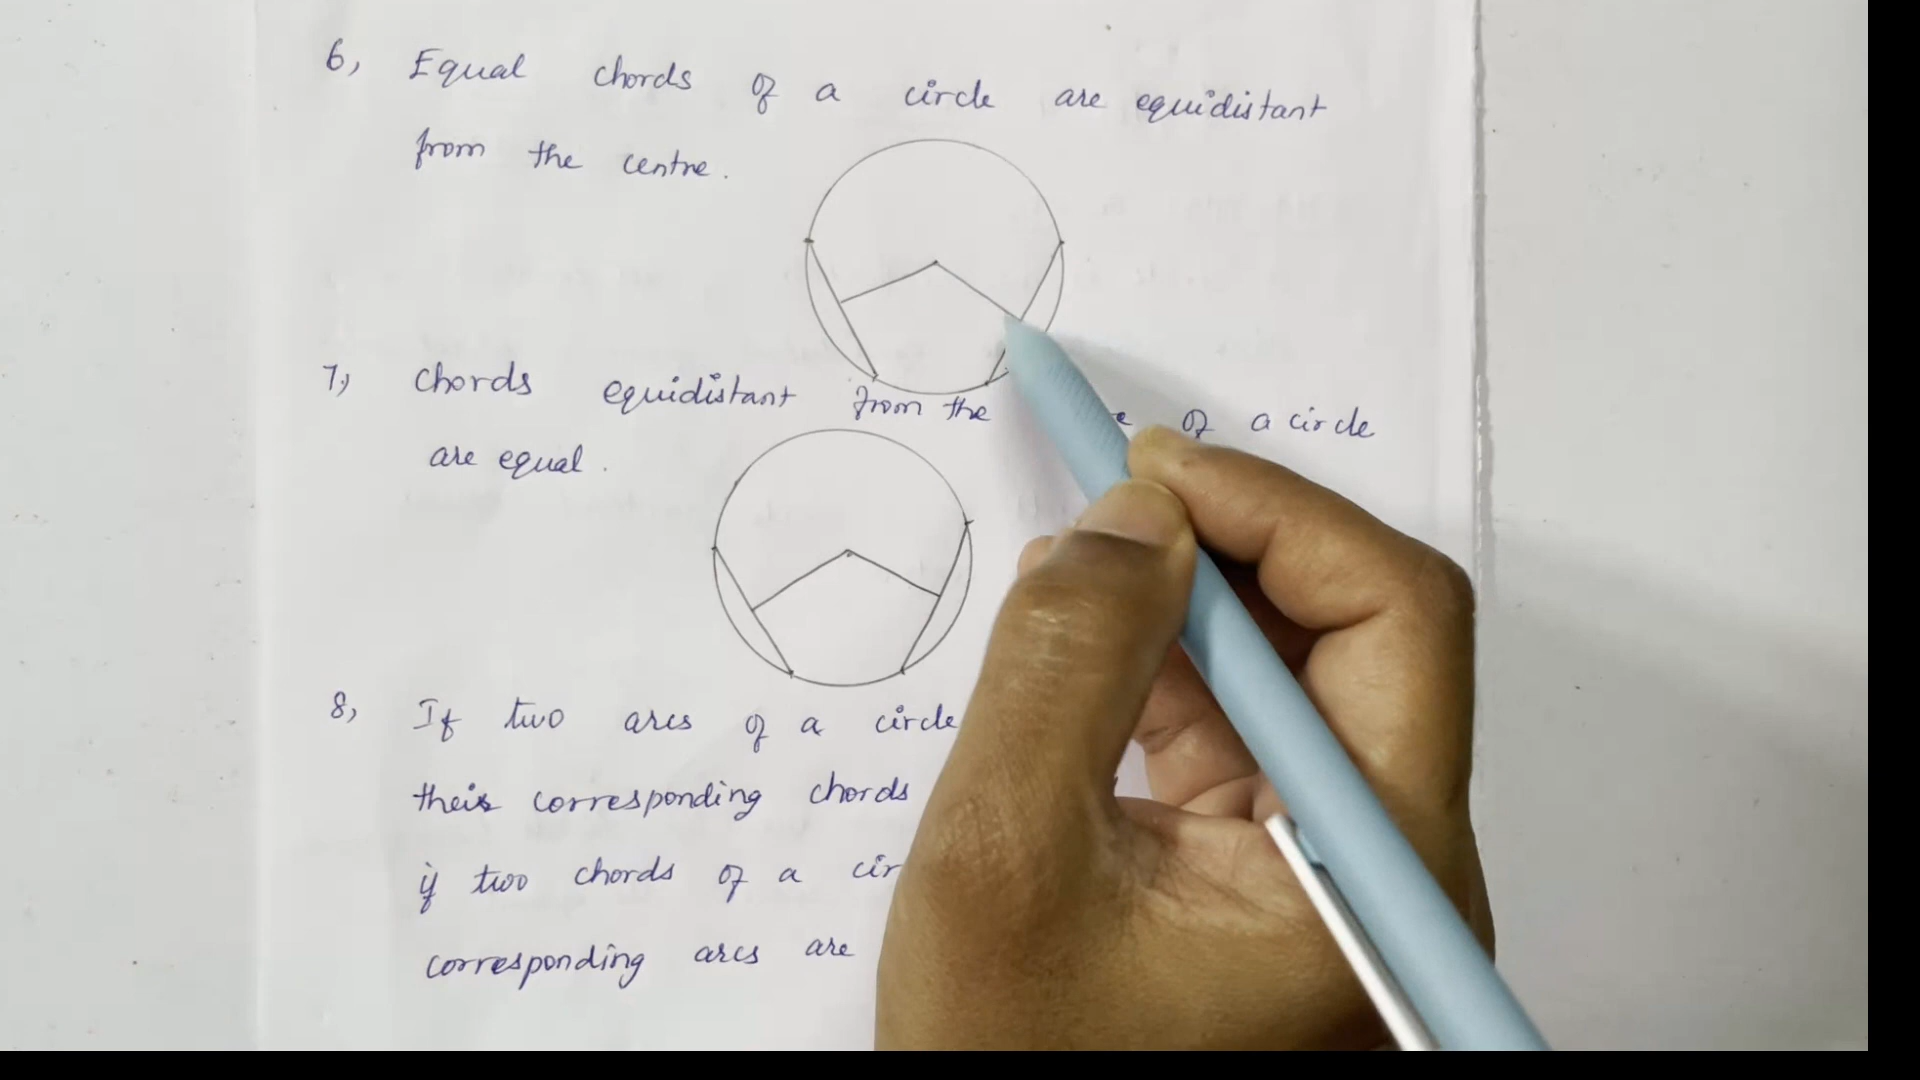 6, Equal chords of a circle are equidistant
from the centre.
7, chords equidistant from the of a circle
are equal.
8, If two arcs of a circle
their corresponding chords
if two chords of a cir
corresponding arcs are